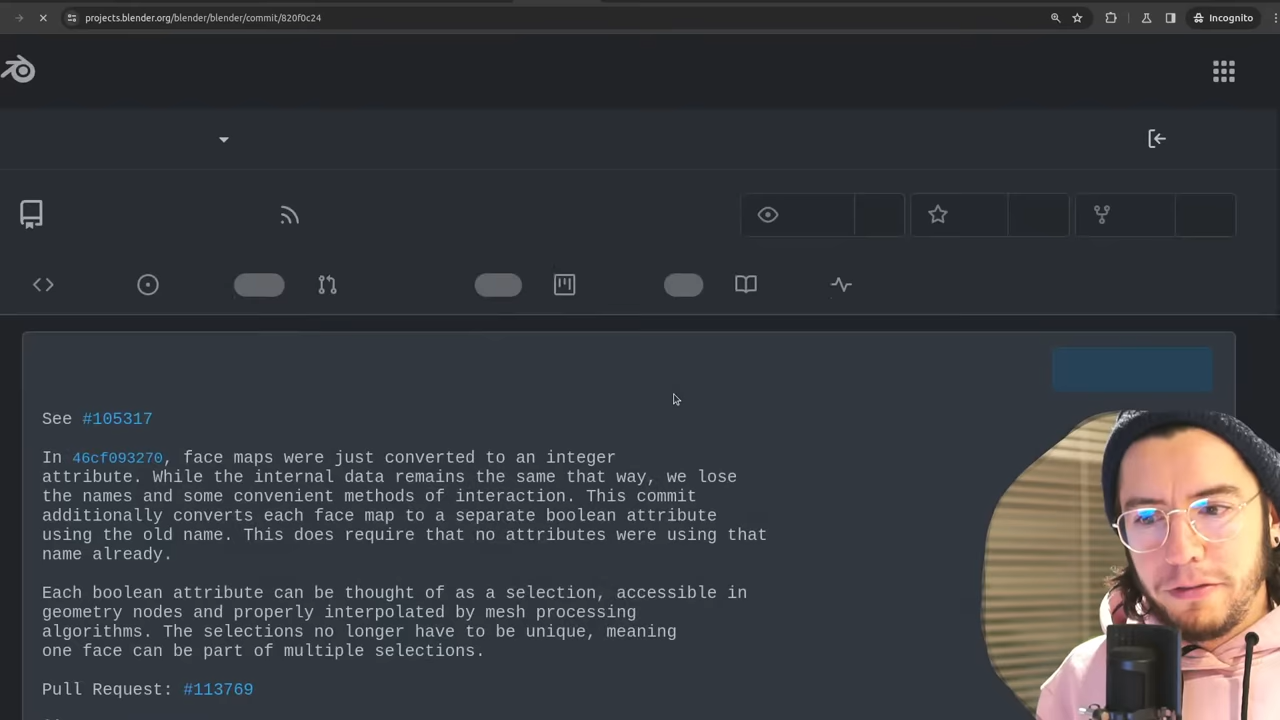 projects.blender.org/blender/blender/commit/820f0c24
Incognito
See #105317
In 46cf093270, face maps were just converted to an integer
attribute. While the internal data remains the same that way, we lose
the names and some convenient methods of interaction. This commit
additionally converts each face map to a separate boolean attribute
using the old name. This does require that no attributes were using that
name already.
Each boolean attribute can be thought of as a selection, accessible in
geometry nodes and properly interpolated by mesh processing
algorithms. The selections no longer have to be unique, meaning
one face can be part of multiple selections.
Pull Request: #113769